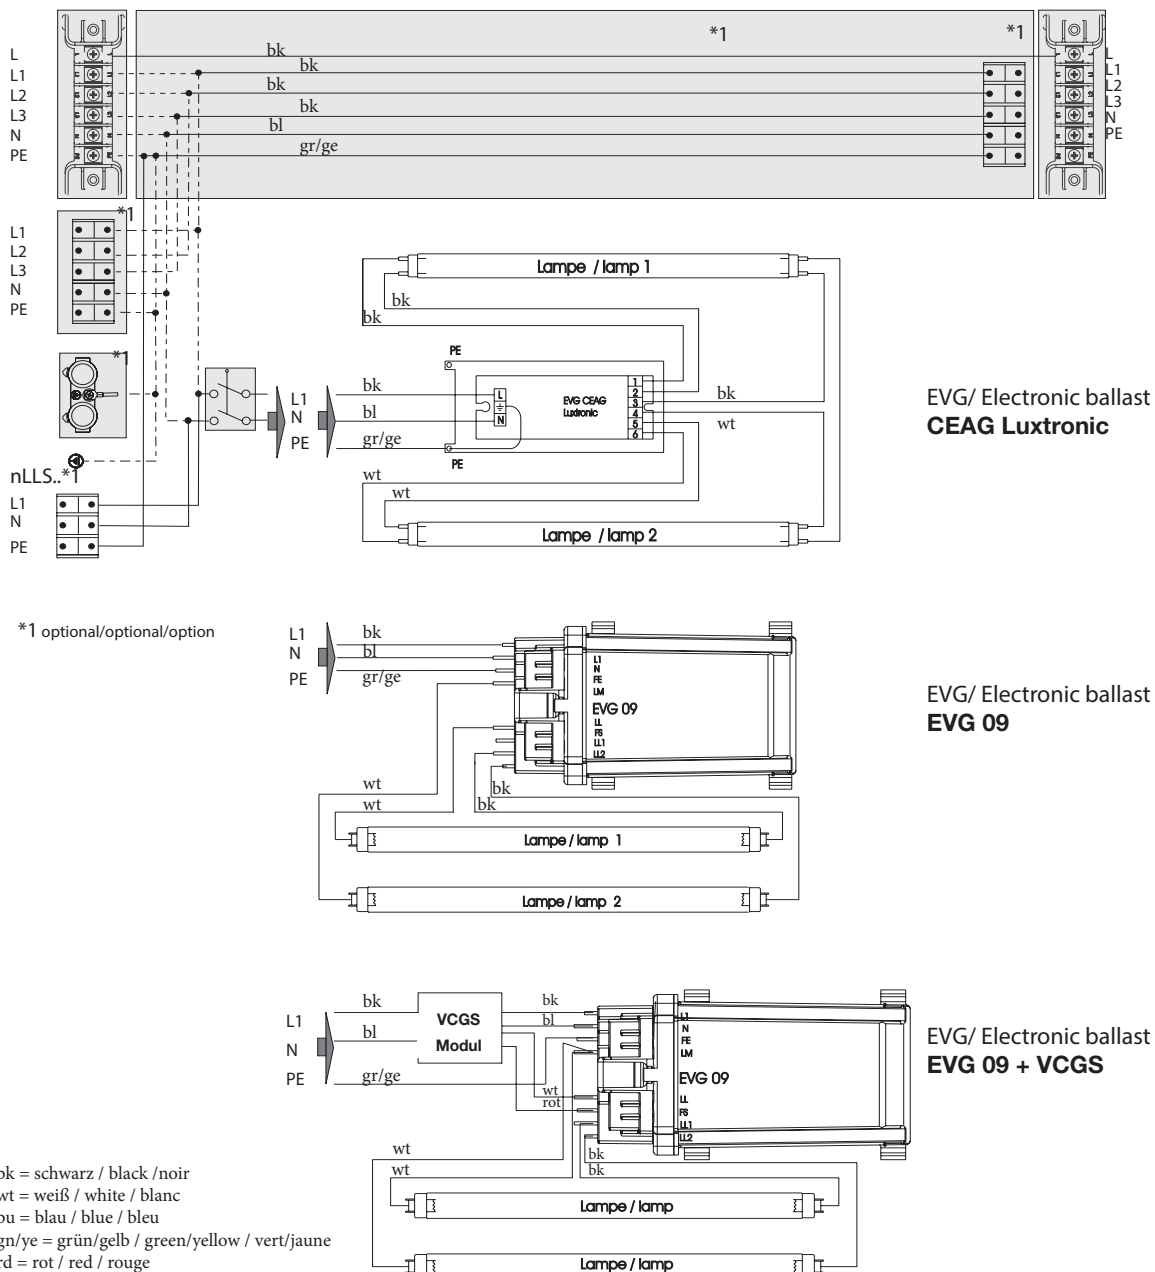 *1
*1
L
L1
L2
L3
N
PE
bk
bk
bk
bk
bl
gr/ge
L
L1
L2
L3
N
PE
*1
L1
L2
L3
N
PE
*1
nLLS..*1
L1
N
PE
L1
N
PE
bk
bl
gr/ge
Lampe / lamp 1
bk
bk
PE
L
N
EVG CEAG
Luxtronic
1
2
3
4
5
6
PE
bk
wt
wt
wt
Lampe / lamp 2
EVG/ Electronic ballast
CEAG Luxtronic
*1 optional/optional/option
L1
N
PE
bk
bl
gr/ge
L1
N
FE
LM
EVG 09
LL
FS
LL1
LL2
wt
wt
bk
bk
Lampe / lamp 1
Lampe / lamp 2
EVG/ Electronic ballast
EVG 09
L1
N
PE
bk
bl
gr/ge
VCGS
Modul
bk
bl
wt
rot
L1
N
FE
LM
EVG 09
LL
FS
LL1
LL2
wt
wt
bk
bk
Lampe / lamp
Lampe / lamp
EVG/ Electronic ballast
EVG 09 + VCGS
bk = schwarz / black /noir
wt = weiß / white / blanc
bu = blau / blue / bleu
gn/ye = grün/gelb / green/yellow / vert/jaune
rd = rot / red / rouge